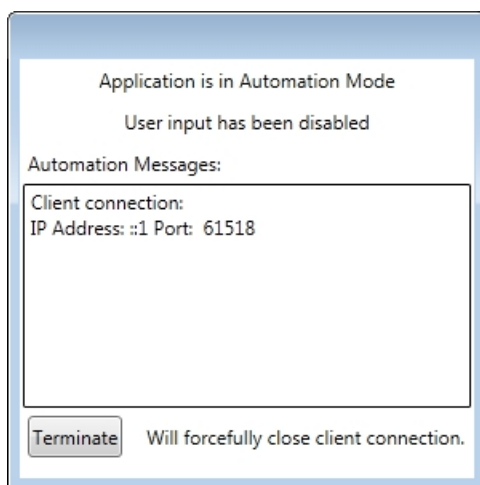 Application is in Automation Mode
User input has been disabled
Automation Messages:
Client connection:
IP Address: ::1 Port:  61518
Terminate Will forcefully close client connection.